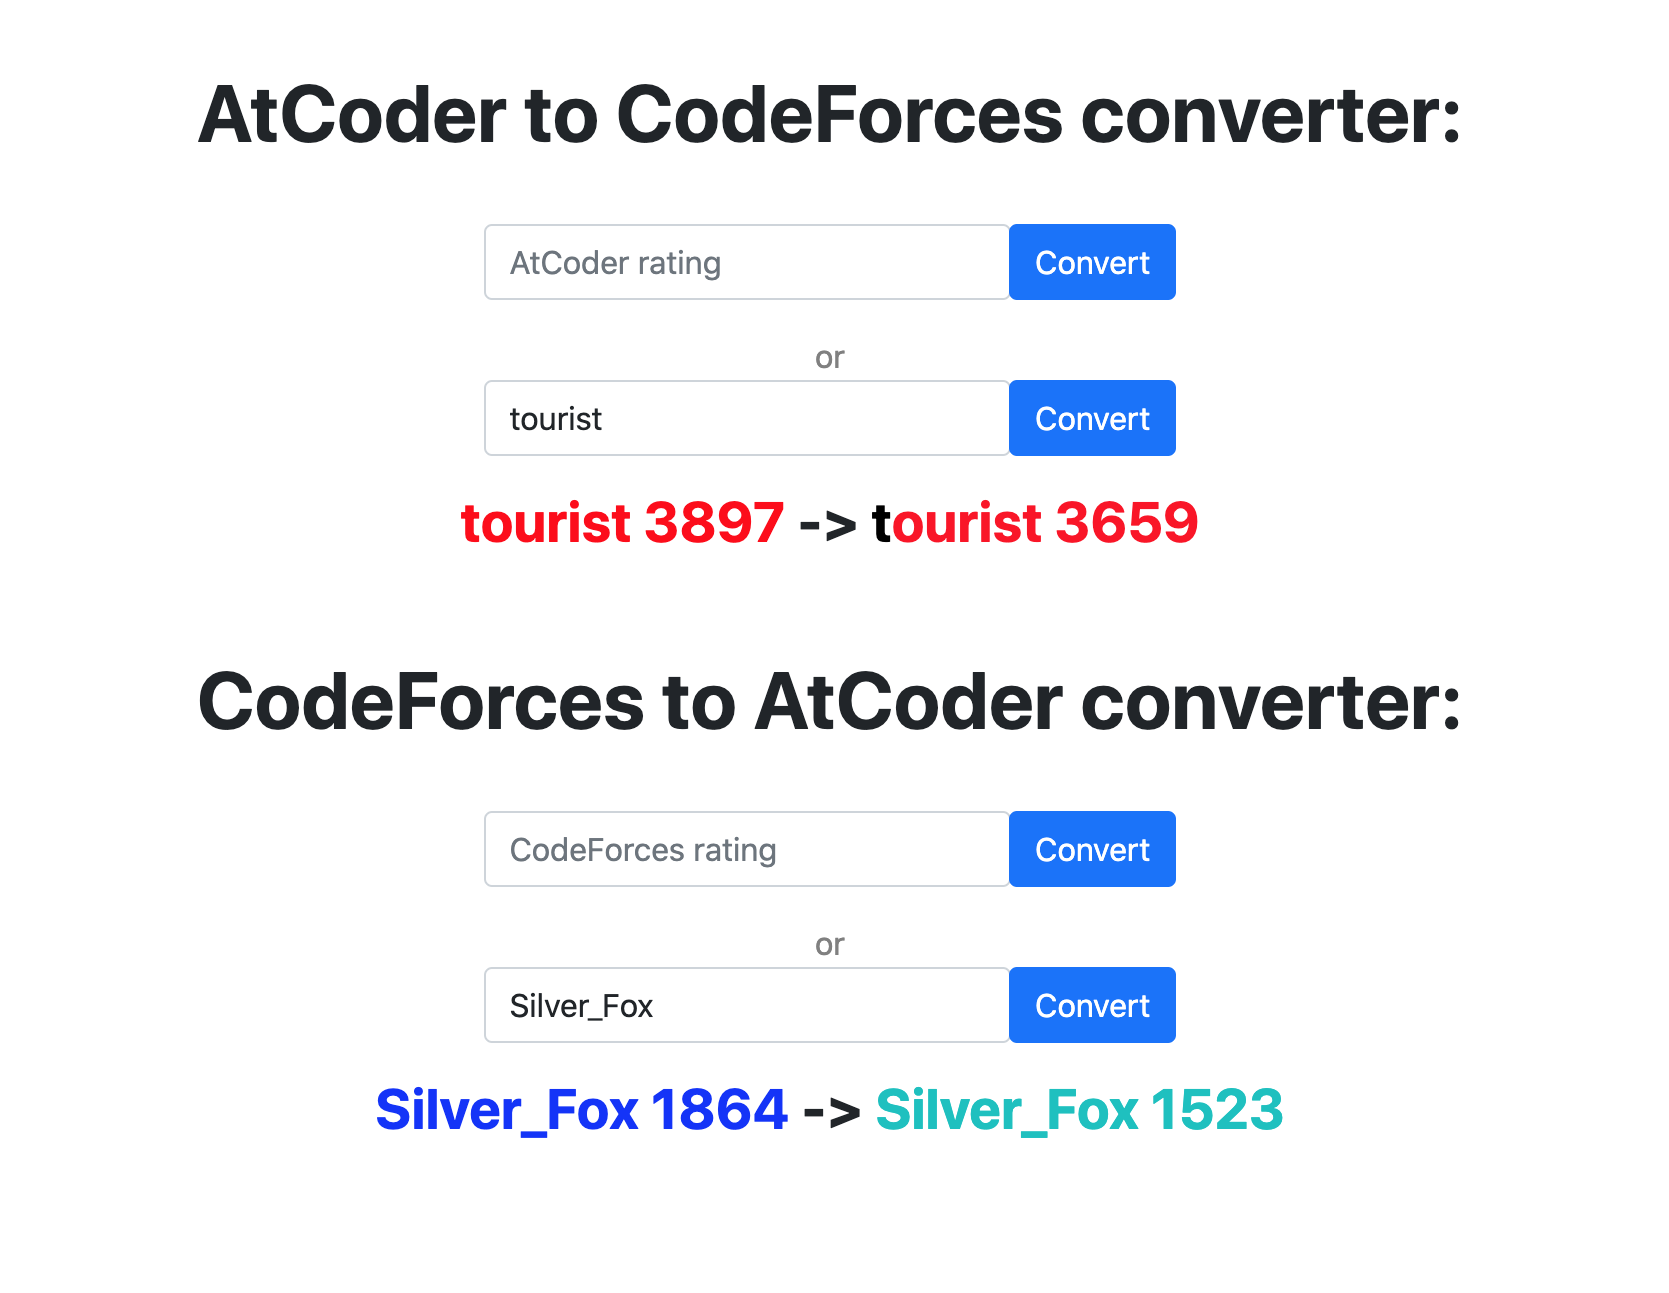 AtCoder to CodeForces converter:
AtCoder rating Convert
or
tourist Convert
tourist 3897 -> tourist 3659
CodeForces to AtCoder converter:
CodeForces rating Convert
or
Silver_Fox Convert
Silver_Fox 1864 -> Silver_Fox 1523